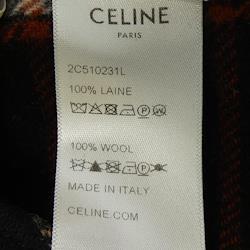 CELINE
PARIS
2C510231L
100% LAINE
100% WOOL
MADE IN ITALY
CELINE.COM